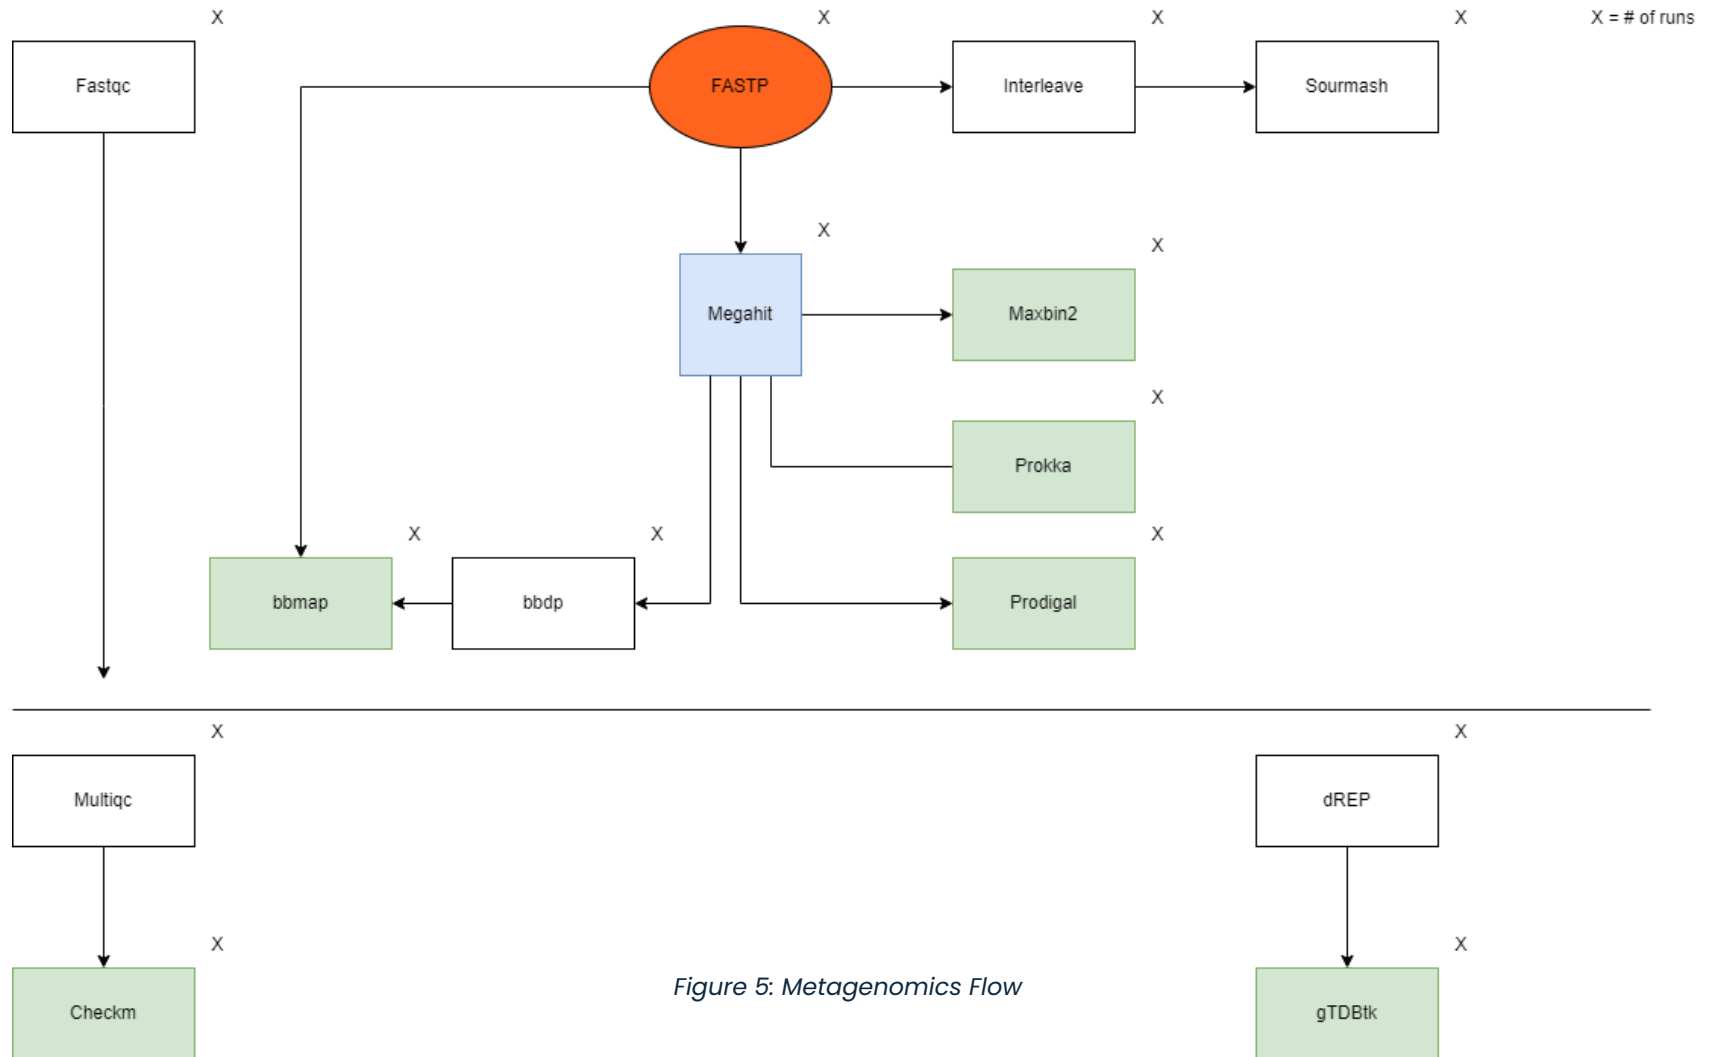 X
X
X
X
X = # of runs
Fastqc
FASTP
Interleave
Sourmash
X
X
Megahit
Maxbin2
X
Prokka
X
X
X
bbmap
bbdp
Prodigal
X
X
Multiqc
dREP
X
X
Figure 5: Metagenomics Flow
Checkm
gTDBtk